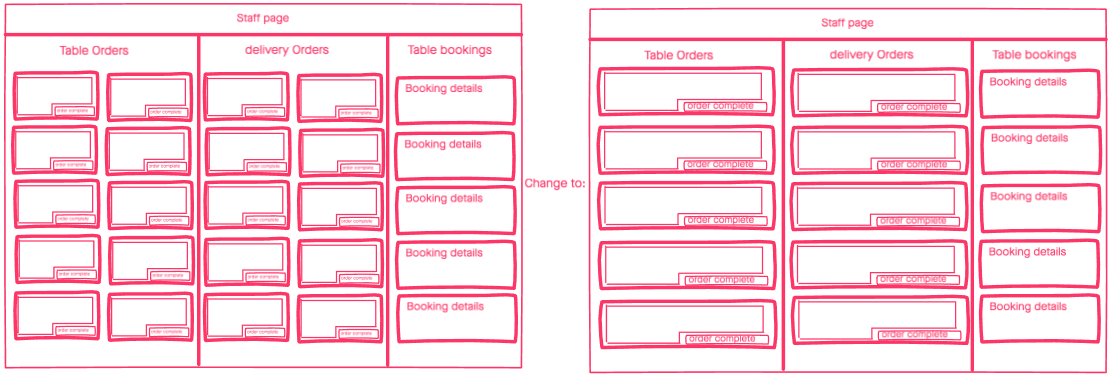 Staff page
Table Orders
delivery Orders
Table bookings
order complete
order complete
order complete
order complete
Booking details
order complete
order complete
order complete
order complete
Booking details
order complete
order complete
order complete
order complete
Booking details
order complete
order complete
order complete
order complete
Booking details
order complete
order complete
order complete
order complete
Booking details
Change to:
Staff page
Table Orders
delivery Orders
Table bookings
order complete
order complete
Booking details
order complete
order complete
Booking details
order complete
order complete
Booking details
order complete
order complete
Booking details
order complete
order complete
Booking details